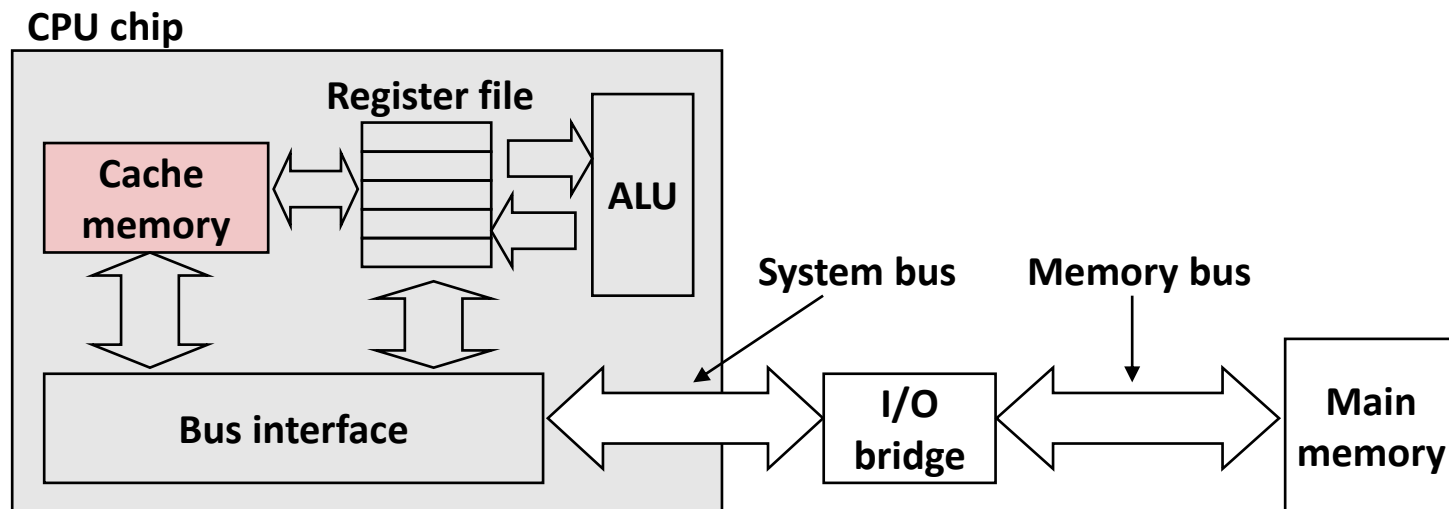 CPU chip
Register file
Cache
memory
ALU
System bus
Memory bus
Bus interface
I/O
bridge
Main
memory